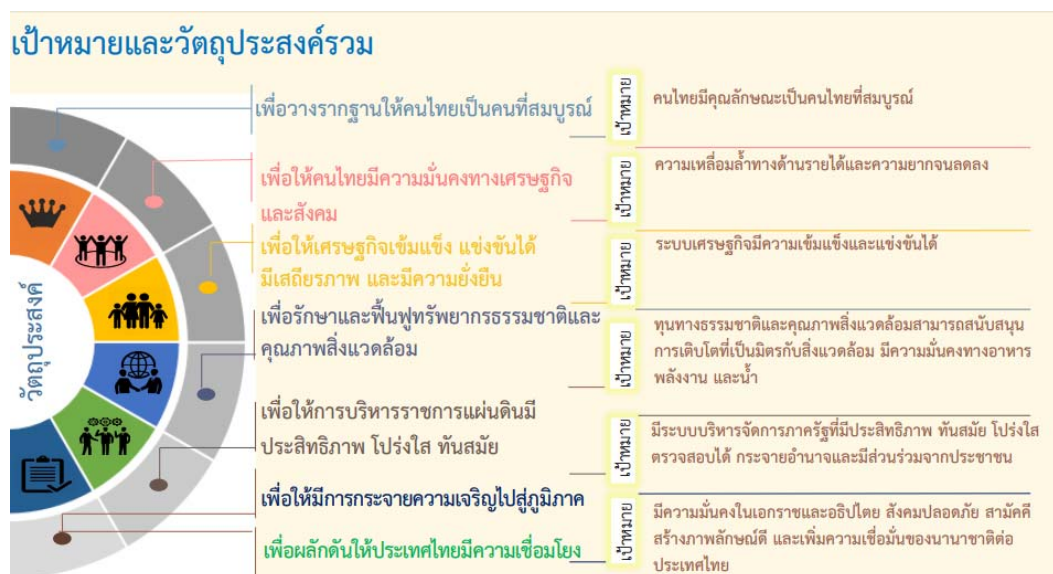 เป้าหมายและวัตถุประสงค์รวม
วัตถุประสงค์
เพื่อวางรากฐานให้คนไทยเป็นคนที่สมบูรณ์
เป้าหมาย
คนไทยมีคุณลักษณะเป็นคนไทยที่สมบูรณ์
เพื่อให้คนไทยมีความมั่นคงทางเศรษฐกิจ
และสังคม
เป้าหมาย
ความเหลื่อมล้ำทางด้านรายได้และความยากจนลดลง
เพื่อให้เศรษฐกิจเข้มแข็ง แข่งขันได้
มีเสถียรภาพ และมีความยั่งยืน
เป้าหมาย
ระบบเศรษฐกิจมีความเข้มแข็งและแข่งขันได้
เพื่อรักษาและฟื้นฟูทรัพยากรธรรมชาติและ
คุณภาพสิ่งแวดล้อม
เป้าหมาย
ทุนทางธรรมชาติและคุณภาพสิ่งแวดล้อมสามารถสนับสนุน
การเติบโตที่เป็นมิตรกับสิ่งแวดล้อม มีความมั่นคงทางอาหาร
พลังงาน และน้ำ
เพื่อให้การบริหารราชการแผ่นดินมี
ประสิทธิภาพ โปร่งใส ทันสมัย
เป้าหมาย
มีระบบบริหารจัดการภาครัฐที่มีประสิทธิภาพ ทันสมัย โปร่งใส
ตรวจสอบได้ กระจายอำนาจและมีส่วนร่วมจากประชาชน
เพื่อให้มีการกระจายความเจริญไปสู่ภูมิภาค
เพื่อผลักดันให้ประเทศไทยมีความเชื่อมโยง
เป้าหมาย
มีความมั่นคงในเอกราชและอธิปไตย สังคมปลอดภัย สามัคคี
สร้างภาพลักษณ์ดี และเพิ่มความเชื่อมั่นของนานาชาติต่อ
ประเทศไทย